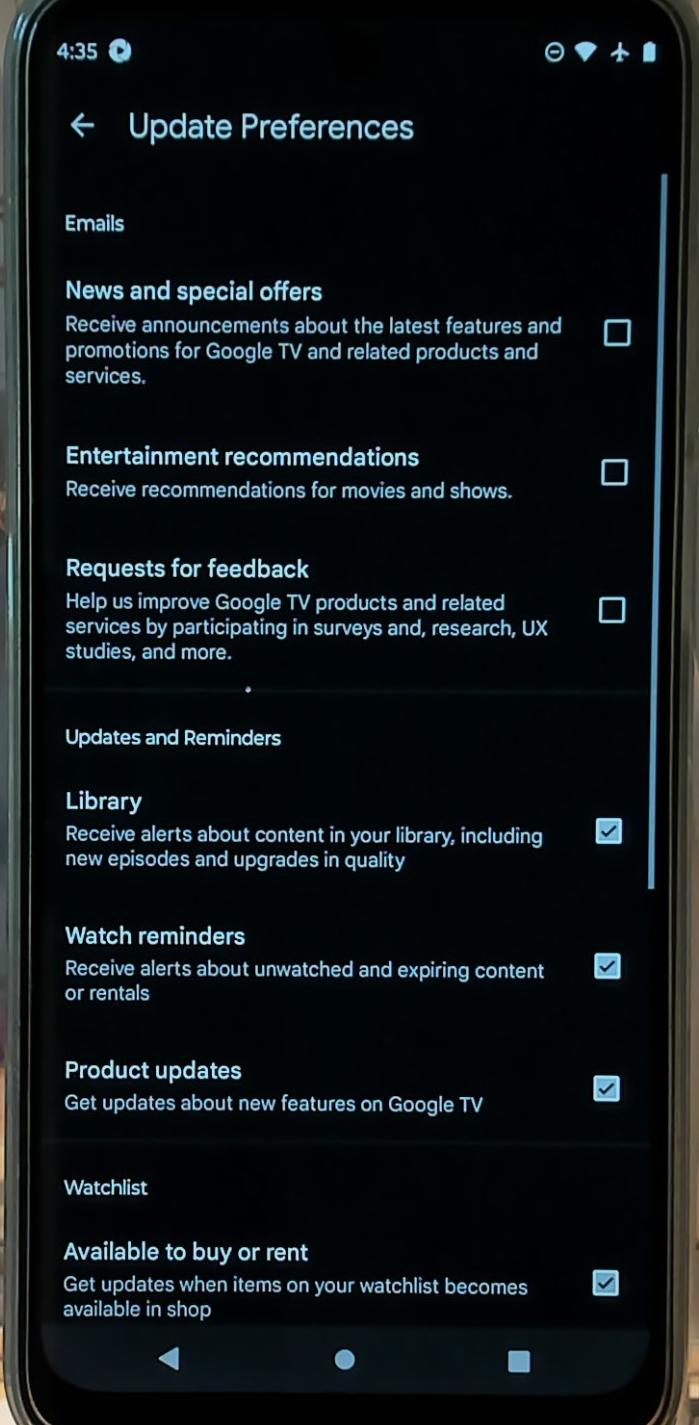 4:35
Update Preferences
Emails
News and special offers
Receive announcements about the latest features and
promotions for Google TV and related products and
services.
Entertainment recommendations
Receive recommendations for movies and shows.
Requests for feedback
Help us improve Google TV products and related
services by participating in surveys and, research, UX
studies, and more.
Updates and Reminders
Library
Receive alerts about content in your library, including
new episodes and upgrades in quality
Watch reminders
Receive alerts about unwatched and expiring content
or rentals
Product updates
Get updates about new features on Google TV
Watchlist
Available to buy or rent
Get updates when items on your watchlist becomes
available in shop